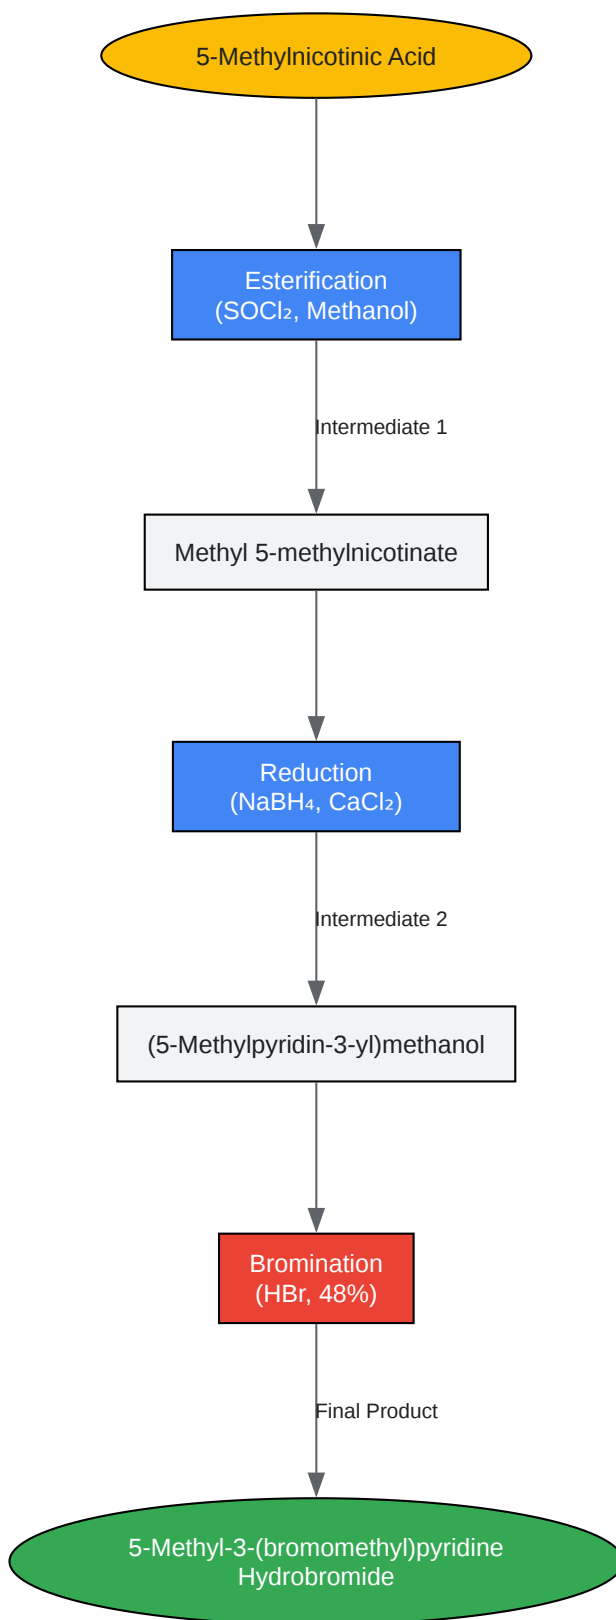 5-Methylnicotinic Acid
Esterification
(SOCl₂, Methanol)
Intermediate 1
Methyl 5-methylnicotinate
Reduction
(NaBH₄, CaCl₂)
Intermediate 2
(5-Methylpyridin-3-yl)methanol
Bromination
(HBr, 48%)
Final Product
5-Methyl-3-(bromomethyl)pyridine
Hydrobromide